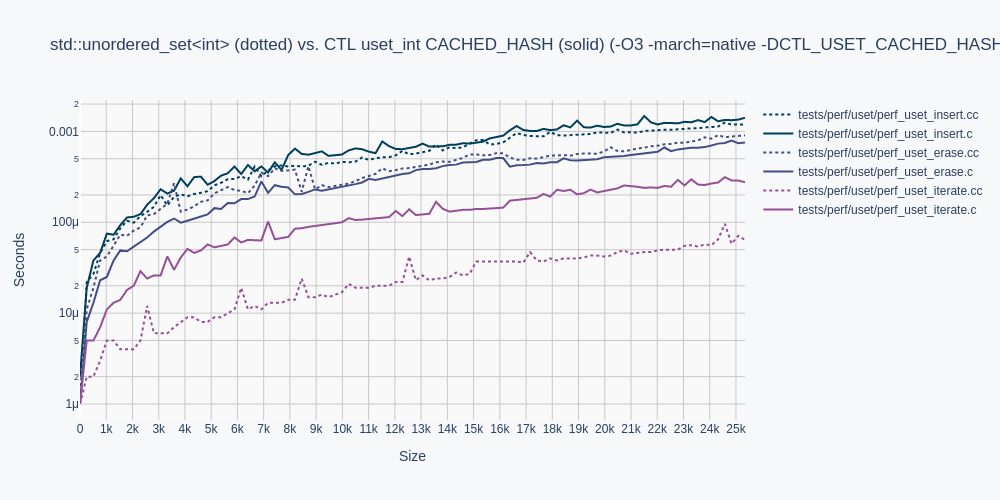 std::unordered_set<int> (dotted) vs. CTL uset_int CACHED_HASH (solid) (-O3 -march=native -DCTL_USET_CACHED_HASH
2
0.001
5
2
100μ
5
2
10μ
5
2
1μ
0 1k 2k 3k 4k 5k 6k 7k 8k 9k 10k 11k 12k 13k 14k 15k 16k 17k 18k 19k 20k 21k 22k 23k 24k 25k
Seconds
Size
tests/perf/uset/perf_uset_insert.cc
tests/perf/uset/perf_uset_insert.c
tests/perf/uset/perf_uset_erase.cc
tests/perf/uset/perf_uset_erase.c
tests/perf/uset/perf_uset_iterate.cc
tests/perf/uset/perf_uset_iterate.c